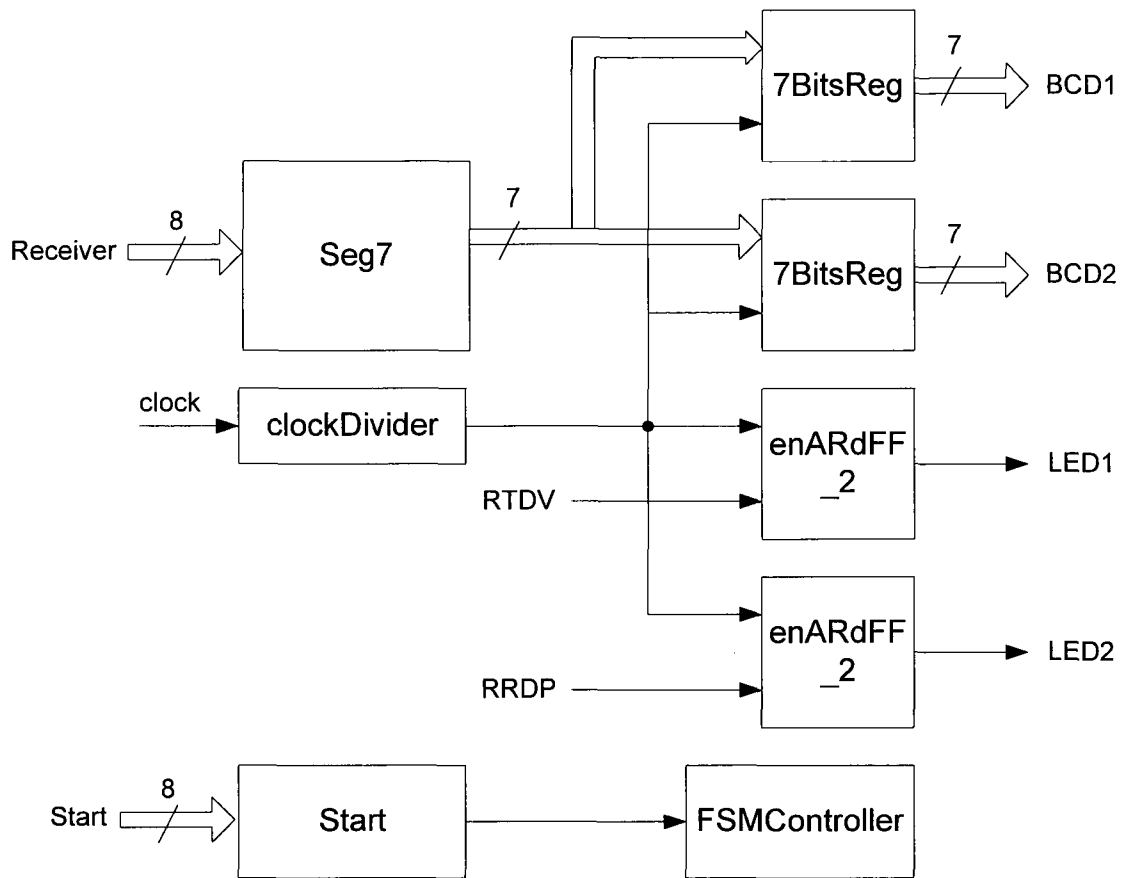 7
7BitsReg
BCD1
8
7
7
Receiver
Seg7
7BitsReg
BCD2
clock
clockDivider
enARdFF
_2
LED1
RTDV
enARdFF
_2
LED2
RRDP
8
Start
Start
FSMController